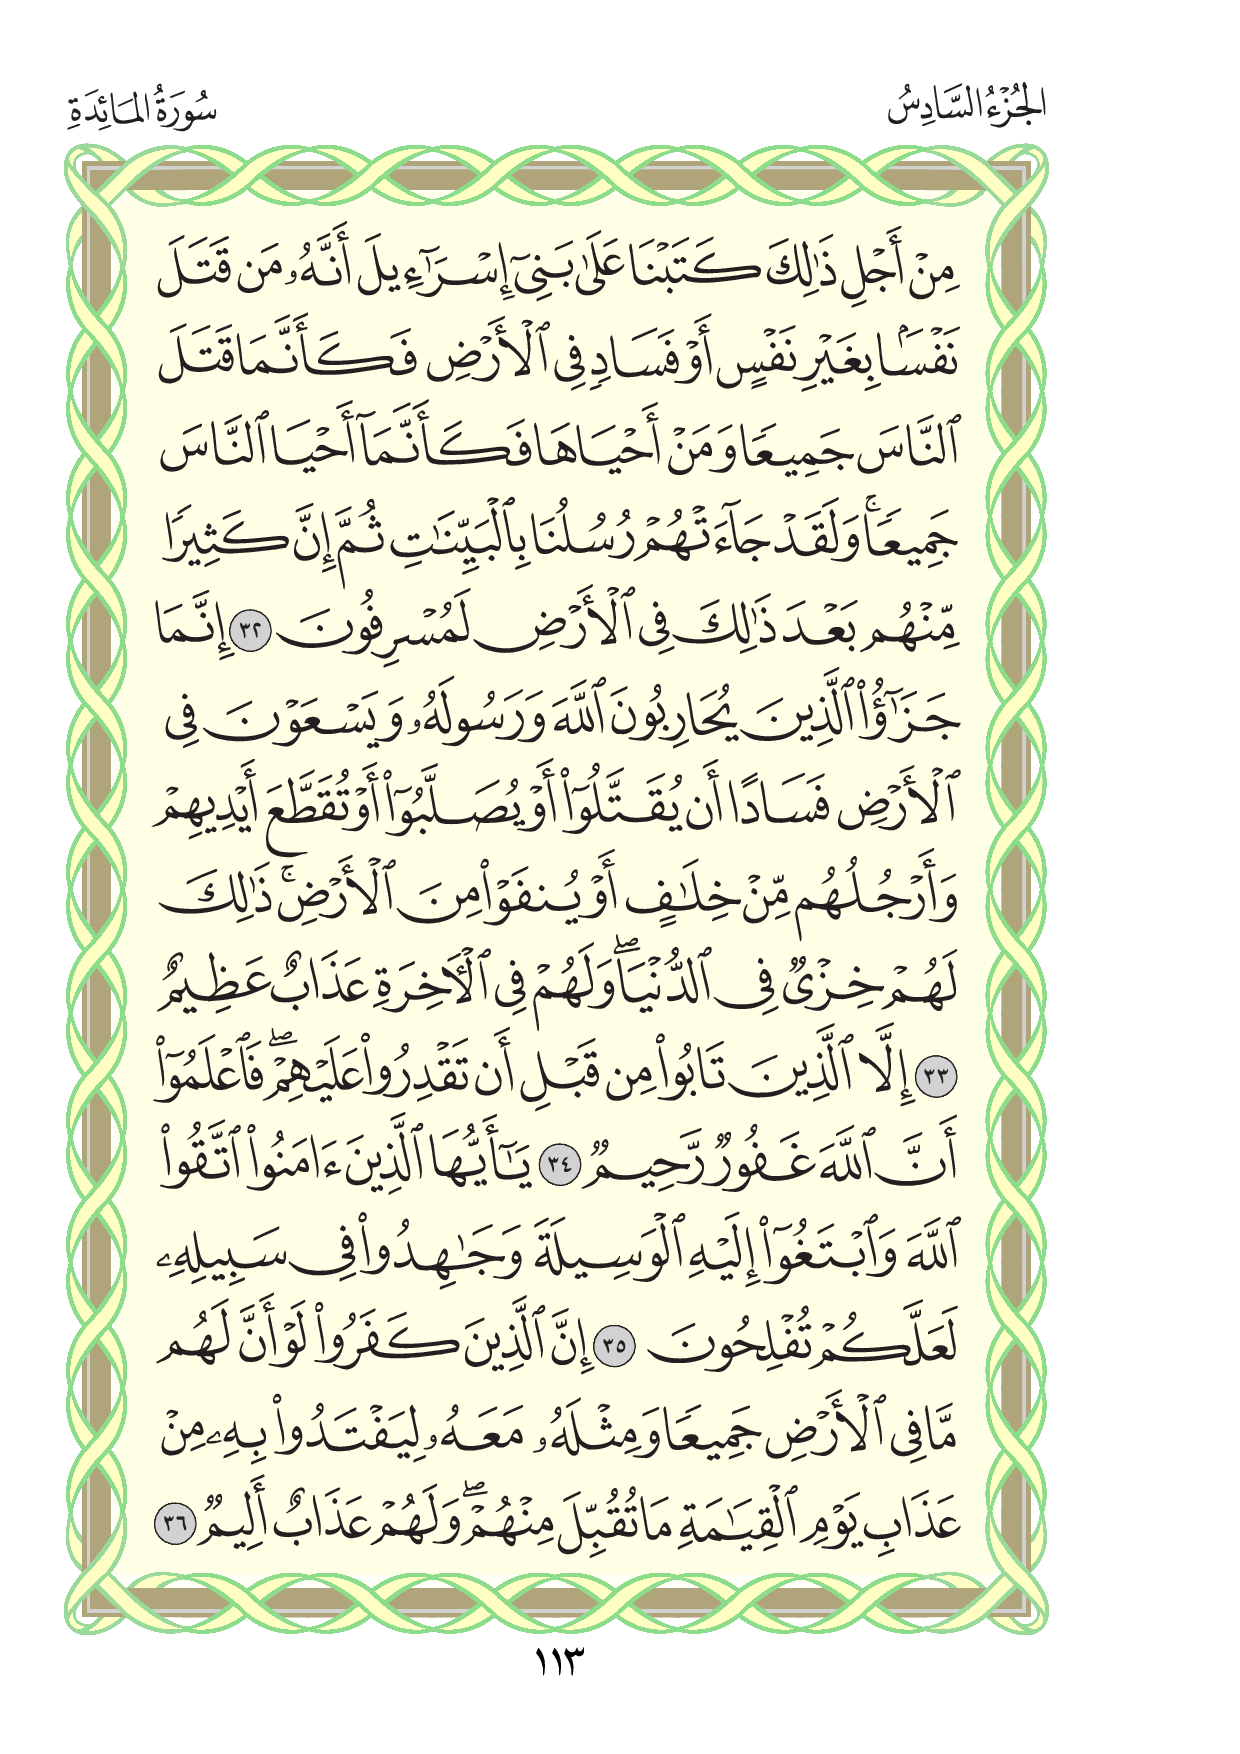 الجُزْءُ السَّادِسُ
سُورَةُ المَائِدَةِ
مِنْ أَجْلِ ذَٰلِكَ كَتَبْنَا عَلَىٰ بَنِىٓ إِسْرَـٰٓءِيلَ أَنَّهُۥ مَن قَتَلَ
نَفْسَۢا بِغَيْرِ نَفْسٍ أَوْ فَسَادٖ فِى ٱلْأَرْضِ فَكَأَنَّمَا قَتَلَ
ٱلنَّاسَ جَمِيعٗا وَمَنْ أَحْيَاهَا فَكَأَنَّمَآ أَحْيَا ٱلنَّاسَ
جَمِيعٗاۚ وَلَقَدْ جَآءَتْهُمْ رُسُلُنَا بِٱلْبَيِّنَٰتِ ثُمَّ إِنَّ كَثِيرٗا
مِّنْهُم بَعْدَ ذَٰلِكَ فِى ٱلْأَرْضِ لَمُسْرِفُونَ ٣٢ إِنَّمَا
جَزَـٰٓؤُا۟ ٱلَّذِينَ يُحَارِبُونَ ٱللَّهَ وَرَسُولَهُۥ وَيَسْعَوْنَ فِى
ٱلْأَرْضِ فَسَادًا أَن يُقَتَّلُوٓا۟ أَوْ يُصَلَّبُوٓا۟ أَوْ تُقَطَّعَ أَيْدِيهِمْ
وَأَرْجُلُهُم مِّنْ خِلَٰفٍ أَوْ يُنفَوْا۟ مِنَ ٱلْأَرْضِۚ ذَٰلِكَ
لَهُمْ خِزْىٞ فِى ٱلدُّنْيَاۖ وَلَهُمْ فِى ٱلْأٓخِرَةِ عَذَابٌ عَظِيمٌ
٣٣ إِلَّا ٱلَّذِينَ تَابُوا۟ مِن قَبْلِ أَن تَقْدِرُوا۟ عَلَيْهِمْۖ فَٱعْلَمُوٓا۟
أَنَّ ٱللَّهَ غَفُورٞ رَّحِيمٞ ٣٤ يَـٰٓأَيُّهَا ٱلَّذِينَ ءَامَنُوا۟ ٱتَّقُوا۟
ٱللَّهَ وَٱبْتَغُوٓا۟ إِلَيْهِ ٱلْوَسِيلَةَ وَجَٰهِدُوا۟ فِى سَبِيلِهِۦ
لَعَلَّكُمْ تُفْلِحُونَ ٣٥ إِنَّ ٱلَّذِينَ كَفَرُوا۟ لَوْ أَنَّ لَهُم
مَّا فِى ٱلْأَرْضِ جَمِيعٗا وَمِثْلَهُۥ مَعَهُۥ لِيَفْتَدُوا۟ بِهِۦ مِنْ
عَذَابِ يَوْمِ ٱلْقِيَٰمَةِ مَا تُقُبِّلَ مِنْهُمْۖ وَلَهُمْ عَذَابٌ أَلِيمٞ ٣٦
١١٣